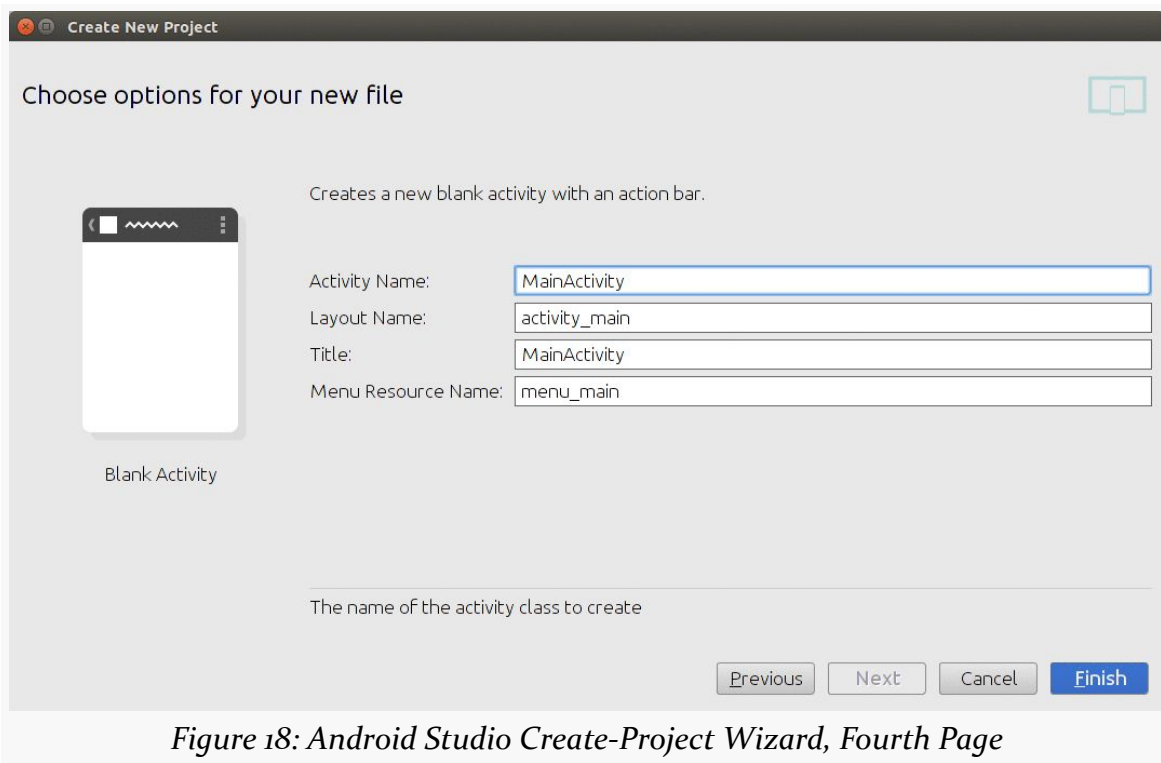 Create New Project
Choose options for your new file
Creates a new blank activity with an action bar.
Activity Name: MainActivity
Layout Name: activity_main
Title: MainActivity
Menu Resource Name: menu_main
Blank Activity
The name of the activity class to create
Previous Next Cancel Finish
Figure 18: Android Studio Create-Project Wizard, Fourth Page